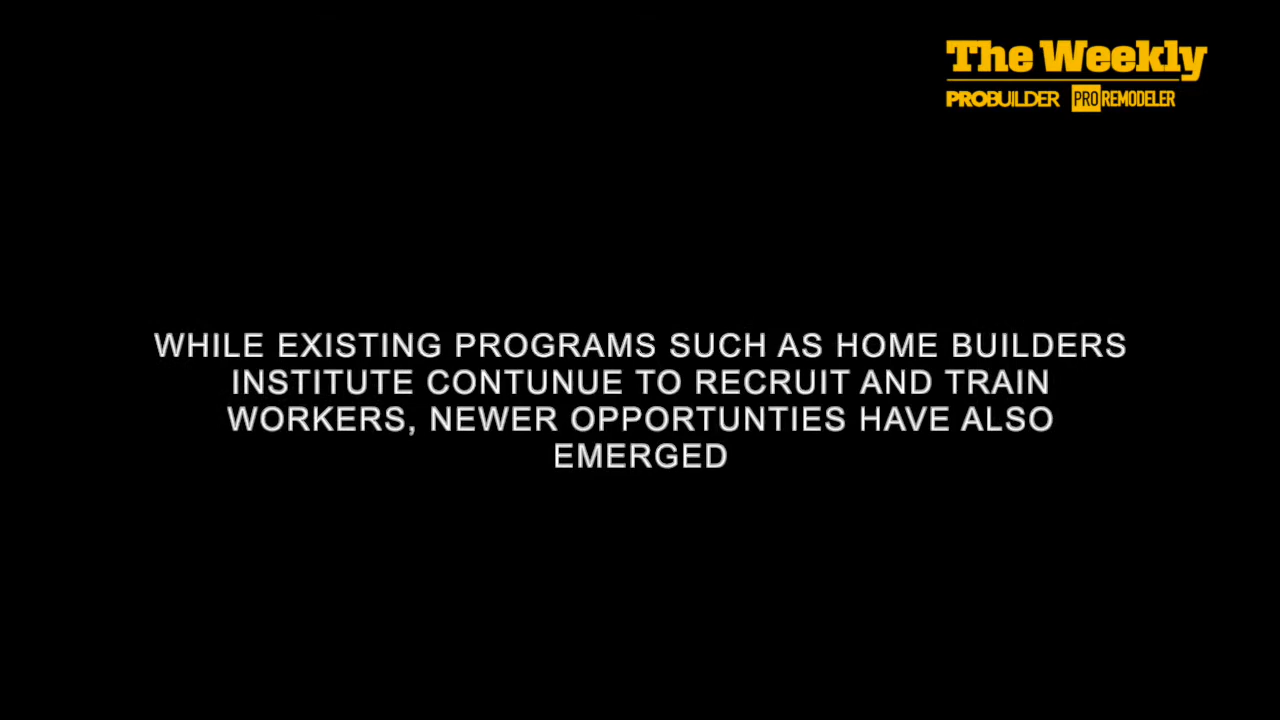 The Weekly
PROBUILDER PRO REMODELER
WHILE EXISTING PROGRAMS SUCH AS HOME BUILDERS
INSTITUTE CONTUNUE TO RECRUIT AND TRAIN
WORKERS, NEWER OPPORTUNTIES HAVE ALSO
EMERGED